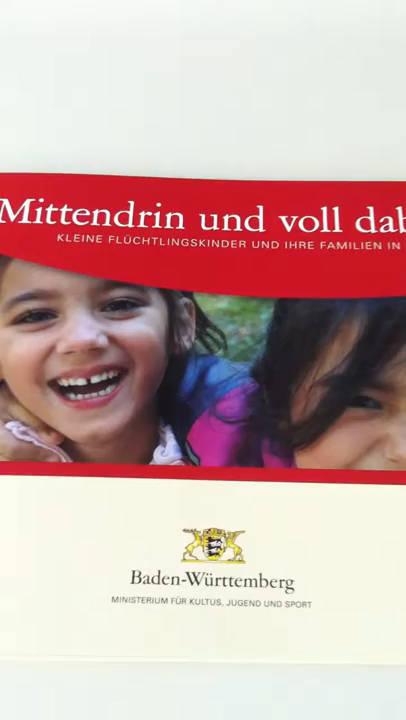 Mittendrin und voll dab
KLEINE FLÜCHTLINGSKINDER UND IHRE FAMILIEN IN
Baden-Württemberg
MINISTERIUM FÜR KULTUS, JUGEND UND SPORT